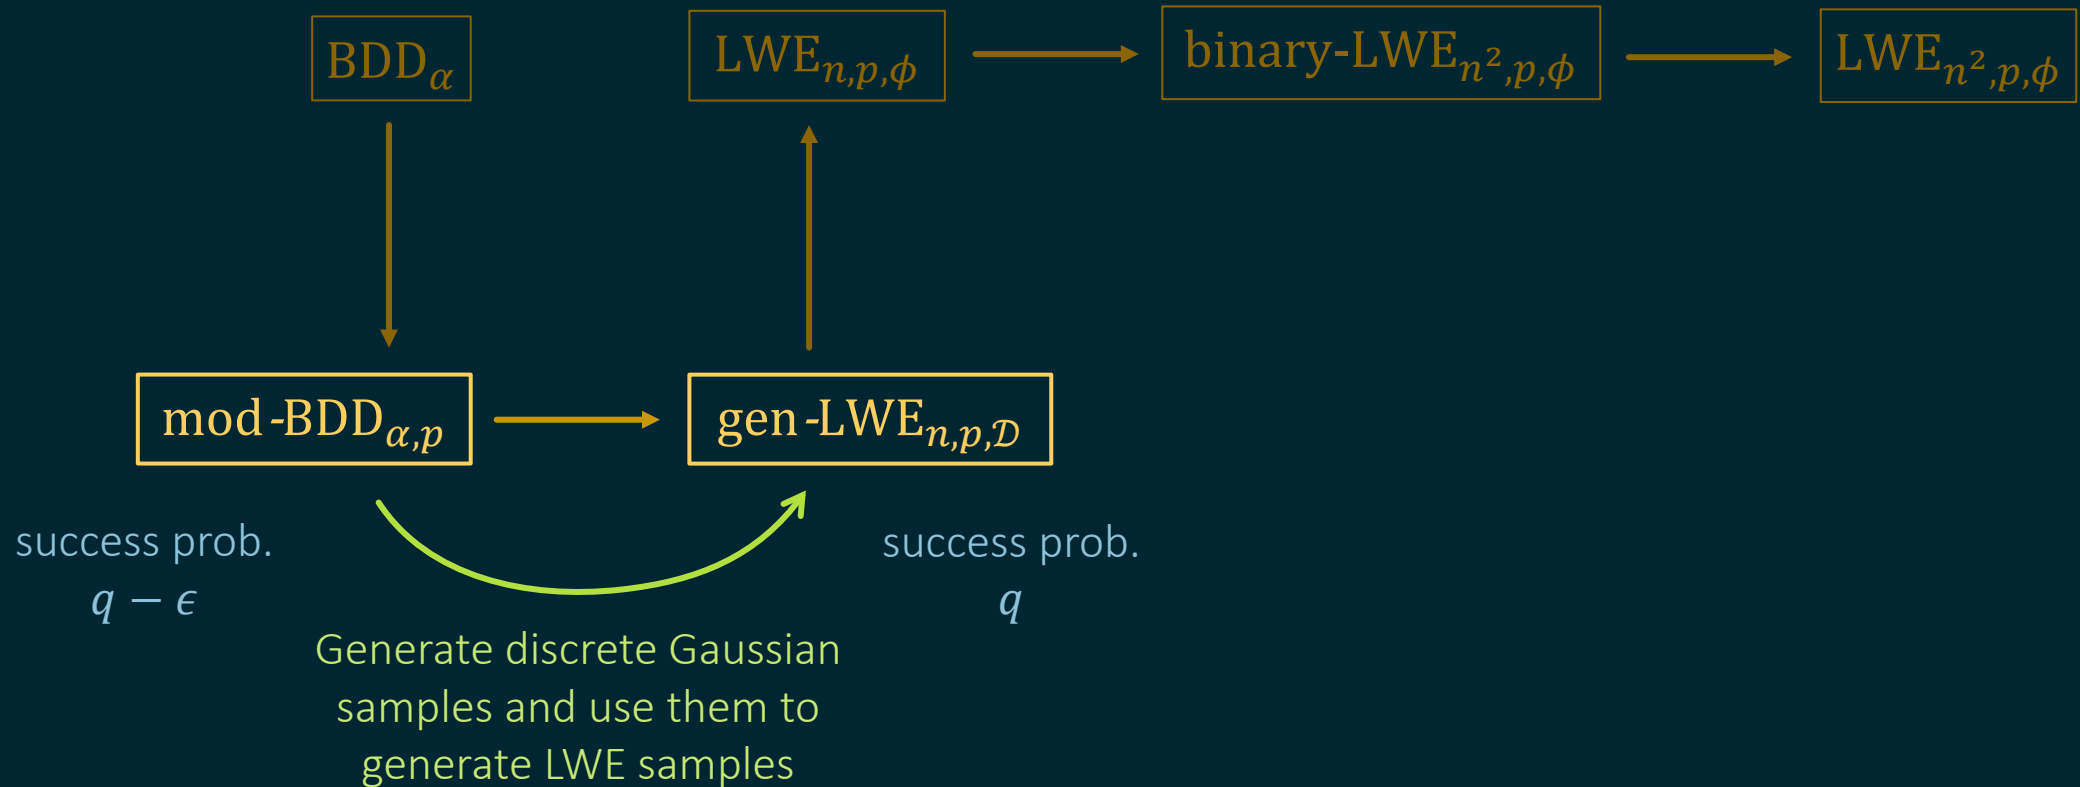 BDD_α
LWE_{n,p,ϕ}
binary-LWE_{n²,p,ϕ}
LWE_{n²,p,ϕ}
mod-BDD_{α,p}
gen-LWE_{n,p,𝒟}
success prob.
q − ϵ
success prob.
q
Generate discrete Gaussian
samples and use them to
generate LWE samples